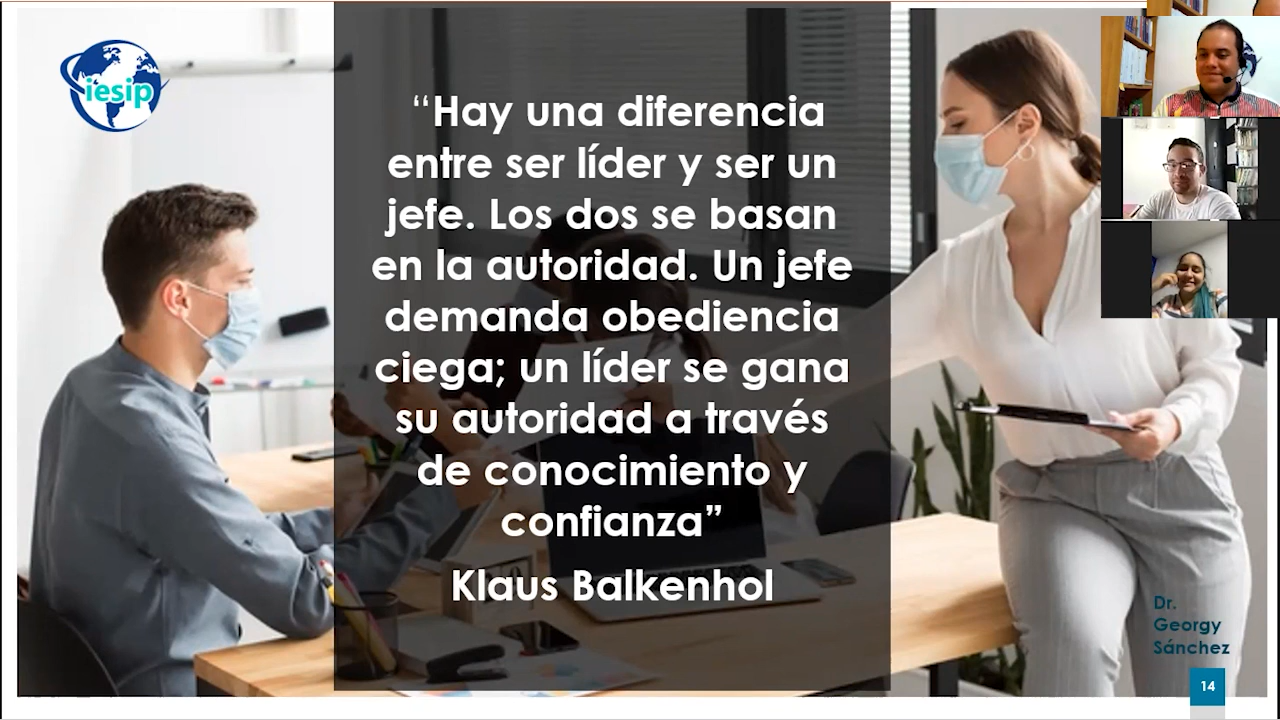 iesip
“Hay una diferencia
entre ser líder y ser un
jefe. Los dos se basan
en la autoridad. Un jefe
demanda obediencia
ciega; un líder se gana
su autoridad a través
de conocimiento y
confianza”
Klaus Balkenhol
Dr.
Georgy
Sánchez
14